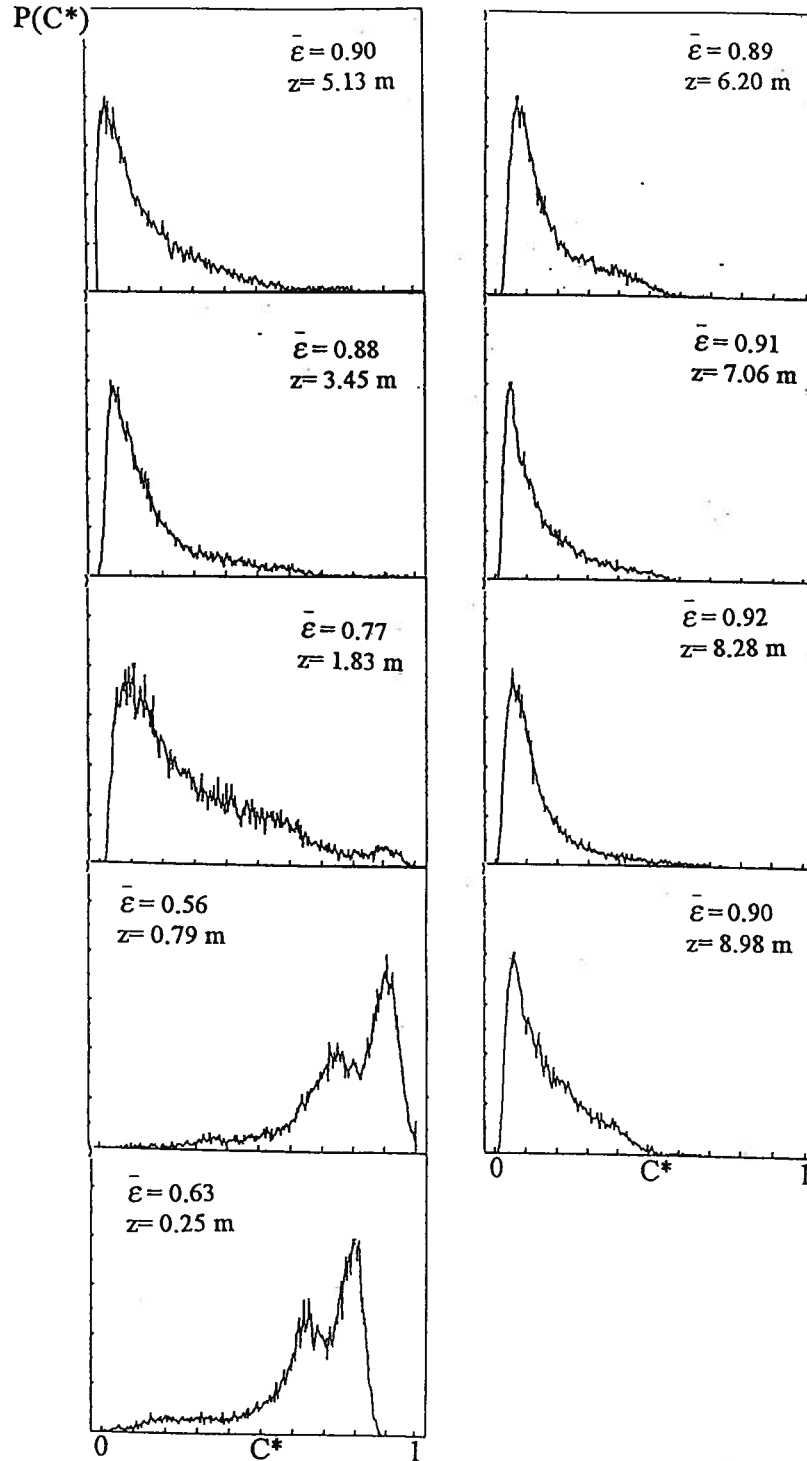 P(C*)
ε̄ = 0.90
z= 5.13 m
ε̄ = 0.88
z= 3.45 m
ε̄ = 0.77
z= 1.83 m
ε̄ = 0.56
z= 0.79 m
ε̄ = 0.63
z= 0.25 m
0 C* 1
ε̄ = 0.89
z= 6.20 m
ε̄ = 0.91
z= 7.06 m
ε̄ = 0.92
z= 8.28 m
ε̄ = 0.90
z= 8.98 m
0 C* 1